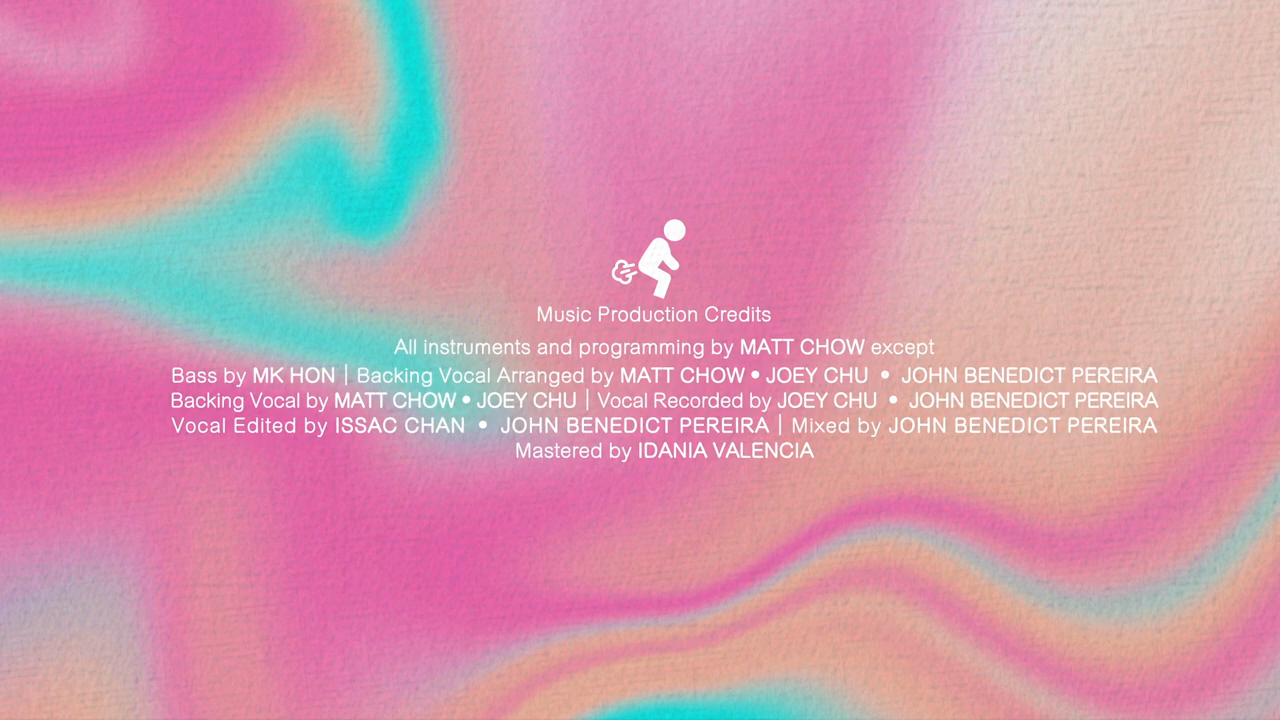 Music Production Credits
All instruments and programming by MATT CHOW except
Bass by MK HON | Backing Vocal Arranged by MATT CHOW • JOEY CHU • JOHN BENEDICT PEREIRA
Backing Vocal by MATT CHOW • JOEY CHU | Vocal Recorded by JOEY CHU • JOHN BENEDICT PEREIRA
Vocal Edited by ISSAC CHAN • JOHN BENEDICT PEREIRA | Mixed by JOHN BENEDICT PEREIRA
Mastered by IDANIA VALENCIA